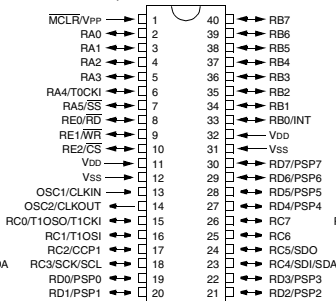 MCLR/VPP 1 40 RB7
RA0 2 39 RB6
RA1 3 38 RB5
RA2 4 37 RB4
RA3 5 36 RB3
RA4/T0CKI 6 35 RB2
RA5/SS 7 34 RB1
RE0/RD 8 33 RB0/INT
RE1/WR 9 32 VDD
RE2/CS 10 31 VSS
VDD 11 30 RD7/PSP7
VSS 12 29 RD6/PSP6
OSC1/CLKIN 13 28 RD5/PSP5
OSC2/CLKOUT 14 27 RD4/PSP4
RC0/T1OSO/T1CKI 15 26 RC7
RC1/T1OSI 16 25 RC6
RC2/CCP1 17 24 RC5/SDO
RC3/SCK/SCL 18 23 RC4/SDI/SDA
RD0/PSP0 19 22 RD3/PSP3
RD1/PSP1 20 21 RD2/PSP2